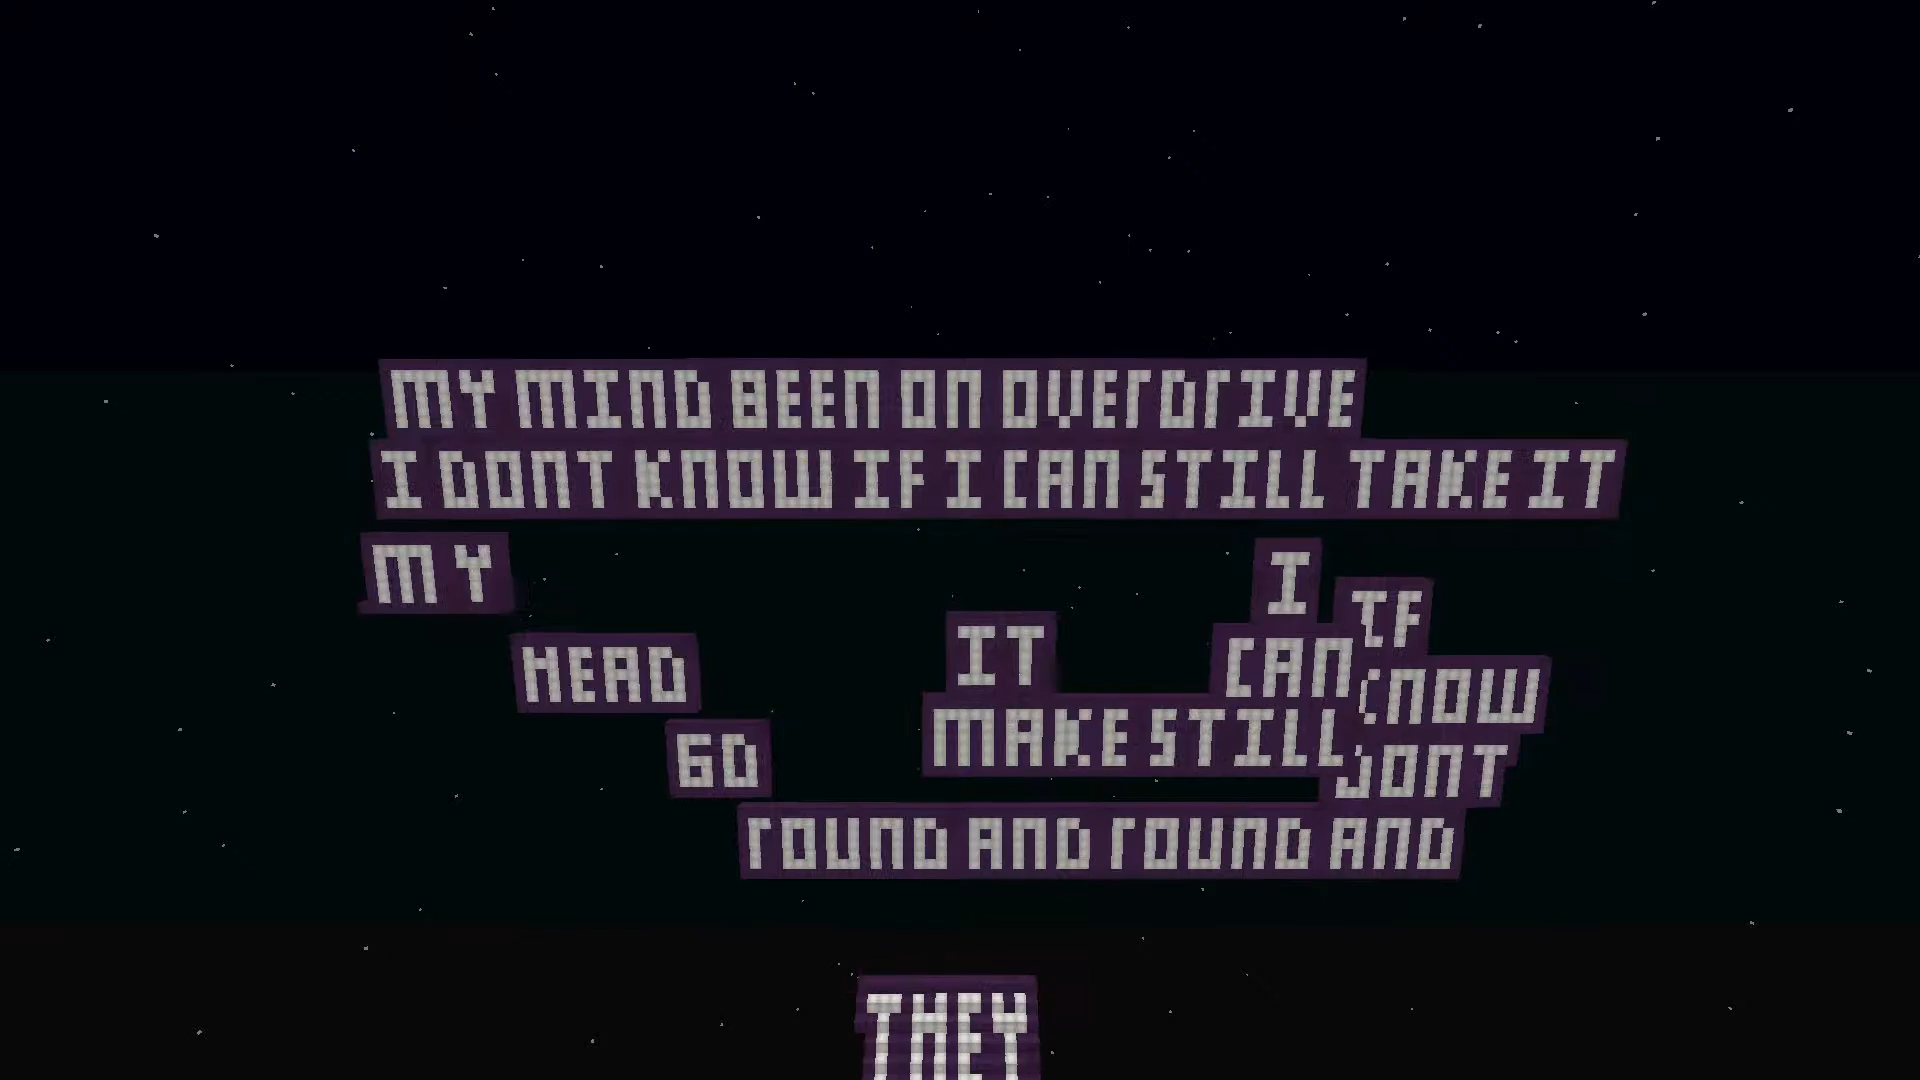 MY MIND BEEN ON OVERDRIVE
I DONT KNOW IF I CAN STILL TAKE IT
MY
HEAD
GO
ROUND AND ROUND AND
I
DONT
KNOW
IF
I
CAN
STILL
MAKE
IT
THEY